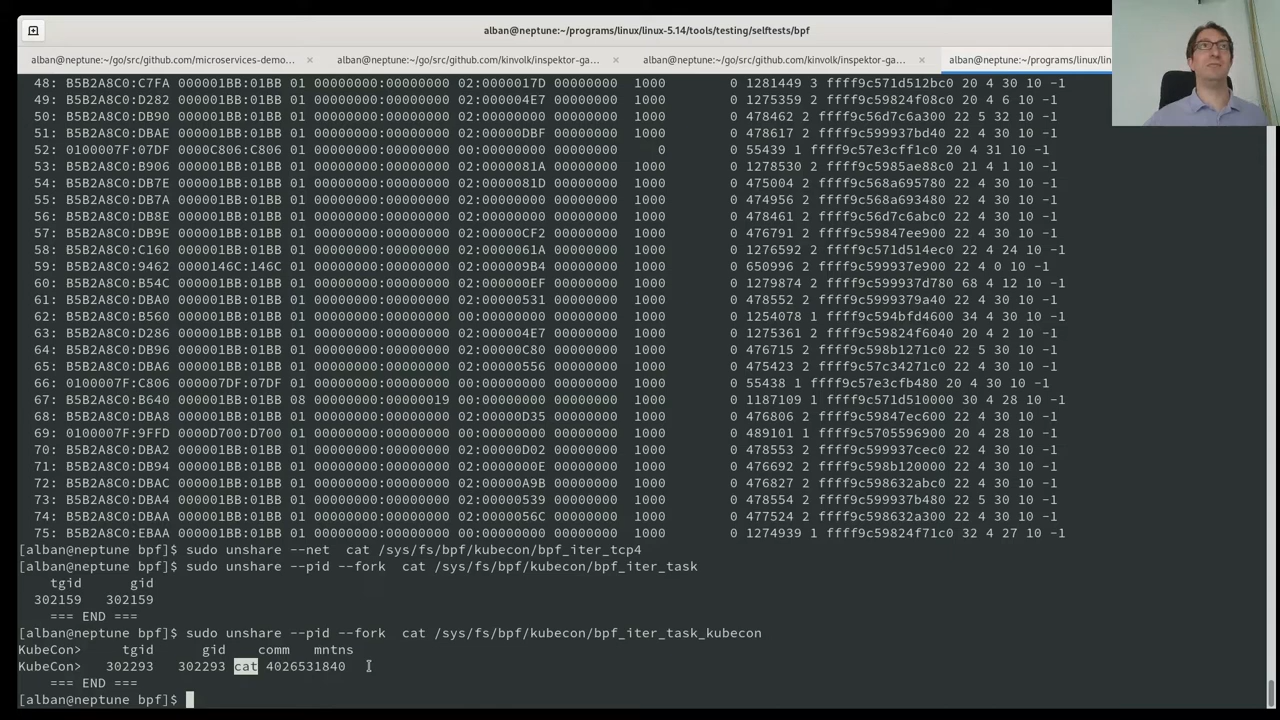 alban@neptune:~/programs/linux/linux-5.14/tools/testing/selftests/bpf
alban@neptune:~/go/src/github.com/microservices-demo... × alban@neptune:~/go/src/github.com/kinvolk/inspektor-ga... × alban@neptune:~/go/src/github.com/kinvolk/inspektor-ga... × alban@neptune:~/programs/linux/lin
48: B5B2A8C0:C7FA 000001BB:01BB 01 00000000:00000000 02:0000017D 00000000 1000 0 1281449 3 ffff9c571d512bc0 20 4 30 10 -1
49: B5B2A8C0:D282 000001BB:01BB 01 00000000:00000000 02:000004E7 00000000 1000 0 1275359 2 ffff9c59824f08c0 20 4 6 10 -1
50: B5B2A8C0:DB90 000001BB:01BB 01 00000000:00000000 02:00000000 00000000 1000 0 478462 2 ffff9c56d7c6a300 22 5 32 10 -1
51: B5B2A8C0:DBAE 000001BB:01BB 01 00000000:00000000 02:00000DBF 00000000 1000 0 478617 2 ffff9c599937bd40 22 4 30 10 -1
52: 0100007F:07DF 0000C806:C806 01 00000000:00000000 00:00000000 00000000 0 0 55439 1 ffff9c57e3cff1c0 20 4 31 10 -1
53: B5B2A8C0:B906 000001BB:01BB 01 00000000:00000000 02:0000081A 00000000 1000 0 1278530 2 ffff9c5985ae88c0 21 4 1 10 -1
54: B5B2A8C0:DB7E 000001BB:01BB 01 00000000:00000000 02:0000081D 00000000 1000 0 475004 2 ffff9c568a695780 22 4 30 10 -1
55: B5B2A8C0:DB7A 000001BB:01BB 01 00000000:00000000 02:00000000 00000000 1000 0 474956 2 ffff9c568a693480 22 4 30 10 -1
56: B5B2A8C0:DB8E 000001BB:01BB 01 00000000:00000000 02:00000000 00000000 1000 0 478461 2 ffff9c56d7c6abc0 22 4 30 10 -1
57: B5B2A8C0:DB9E 000001BB:01BB 01 00000000:00000000 02:00000CF2 00000000 1000 0 476791 2 ffff9c59847ee900 22 4 30 10 -1
58: B5B2A8C0:C160 000001BB:01BB 01 00000000:00000000 02:0000061A 00000000 1000 0 1276592 2 ffff9c571d514ec0 22 4 24 10 -1
59: B5B2A8C0:9462 0000146C:146C 01 00000000:00000000 02:000009B4 00000000 1000 0 650996 2 ffff9c599937e900 22 4 0 10 -1
60: B5B2A8C0:B54C 000001BB:01BB 01 00000000:00000000 02:000000EF 00000000 1000 0 1279874 2 ffff9c599937d780 68 4 12 10 -1
61: B5B2A8C0:DBA0 000001BB:01BB 01 00000000:00000000 02:00000531 00000000 1000 0 478552 2 ffff9c5999379a40 22 4 30 10 -1
62: B5B2A8C0:B560 000001BB:01BB 01 00000000:00000000 00:00000000 00000000 1000 0 1254078 1 ffff9c594bfd4600 34 4 30 10 -1
63: B5B2A8C0:D286 000001BB:01BB 01 00000000:00000000 02:000004E7 00000000 1000 0 1275361 2 ffff9c59824f6040 20 4 2 10 -1
64: B5B2A8C0:DB96 000001BB:01BB 01 00000000:00000000 02:00000C80 00000000 1000 0 476715 2 ffff9c598b1271c0 22 5 30 10 -1
65: B5B2A8C0:DBA6 000001BB:01BB 01 00000000:00000000 02:00000556 00000000 1000 0 475423 2 ffff9c57c34271c0 22 4 30 10 -1
66: 0100007F:C806 000007DF:07DF 01 00000000:00000000 00:00000000 00000000 1000 0 55438 1 ffff9c57e3cfb480 20 4 30 10 -1
67: B5B2A8C0:B640 000001BB:01BB 08 00000000:00000019 00:00000000 00000000 1000 0 1187109 1 ffff9c571d510000 30 4 28 10 -1
68: B5B2A8C0:DBA8 000001BB:01BB 01 00000000:00000000 02:00000D35 00000000 1000 0 476806 2 ffff9c59847ec600 22 4 30 10 -1
69: 0100007F:9FFD 0000D700:D700 01 00000000:00000000 00:00000000 00000000 1000 0 489101 1 ffff9c5705596900 20 4 28 10 -1
70: B5B2A8C0:DBA2 000001BB:01BB 01 00000000:00000000 02:00000D02 00000000 1000 0 478553 2 ffff9c599937cec0 22 4 30 10 -1
71: B5B2A8C0:DB94 000001BB:01BB 01 00000000:00000000 02:0000000E 00000000 1000 0 476692 2 ffff9c598b120000 22 4 30 10 -1
72: B5B2A8C0:DBAC 000001BB:01BB 01 00000000:00000000 02:00000A9B 00000000 1000 0 476827 2 ffff9c598632abc0 22 4 30 10 -1
73: B5B2A8C0:DBA4 000001BB:01BB 01 00000000:00000000 02:00000539 00000000 1000 0 478554 2 ffff9c599937b480 22 5 30 10 -1
74: B5B2A8C0:DBAA 000001BB:01BB 01 00000000:00000000 02:0000056C 00000000 1000 0 477524 2 ffff9c598632a300 22 4 30 10 -1
75: B5B2A8C0:EBAA 000001BB:01BB 01 00000000:00000000 02:00000000 00000000 1000 0 1274939 1 ffff9c59824f71c0 32 4 27 10 -1
[alban@neptune bpf]$ sudo unshare --net cat /sys/fs/bpf/kubecon/bpf_iter_tcp4
[alban@neptune bpf]$ sudo unshare --pid --fork cat /sys/fs/bpf/kubecon/bpf_iter_task
tgid gid
302159 302159
=== END ===
[alban@neptune bpf]$ sudo unshare --pid --fork cat /sys/fs/bpf/kubecon/bpf_iter_task_kubecon
KubeCon> tgid gid comm mntns
KubeCon> 302293 302293 cat 4026531840
=== END ===
[alban@neptune bpf]$